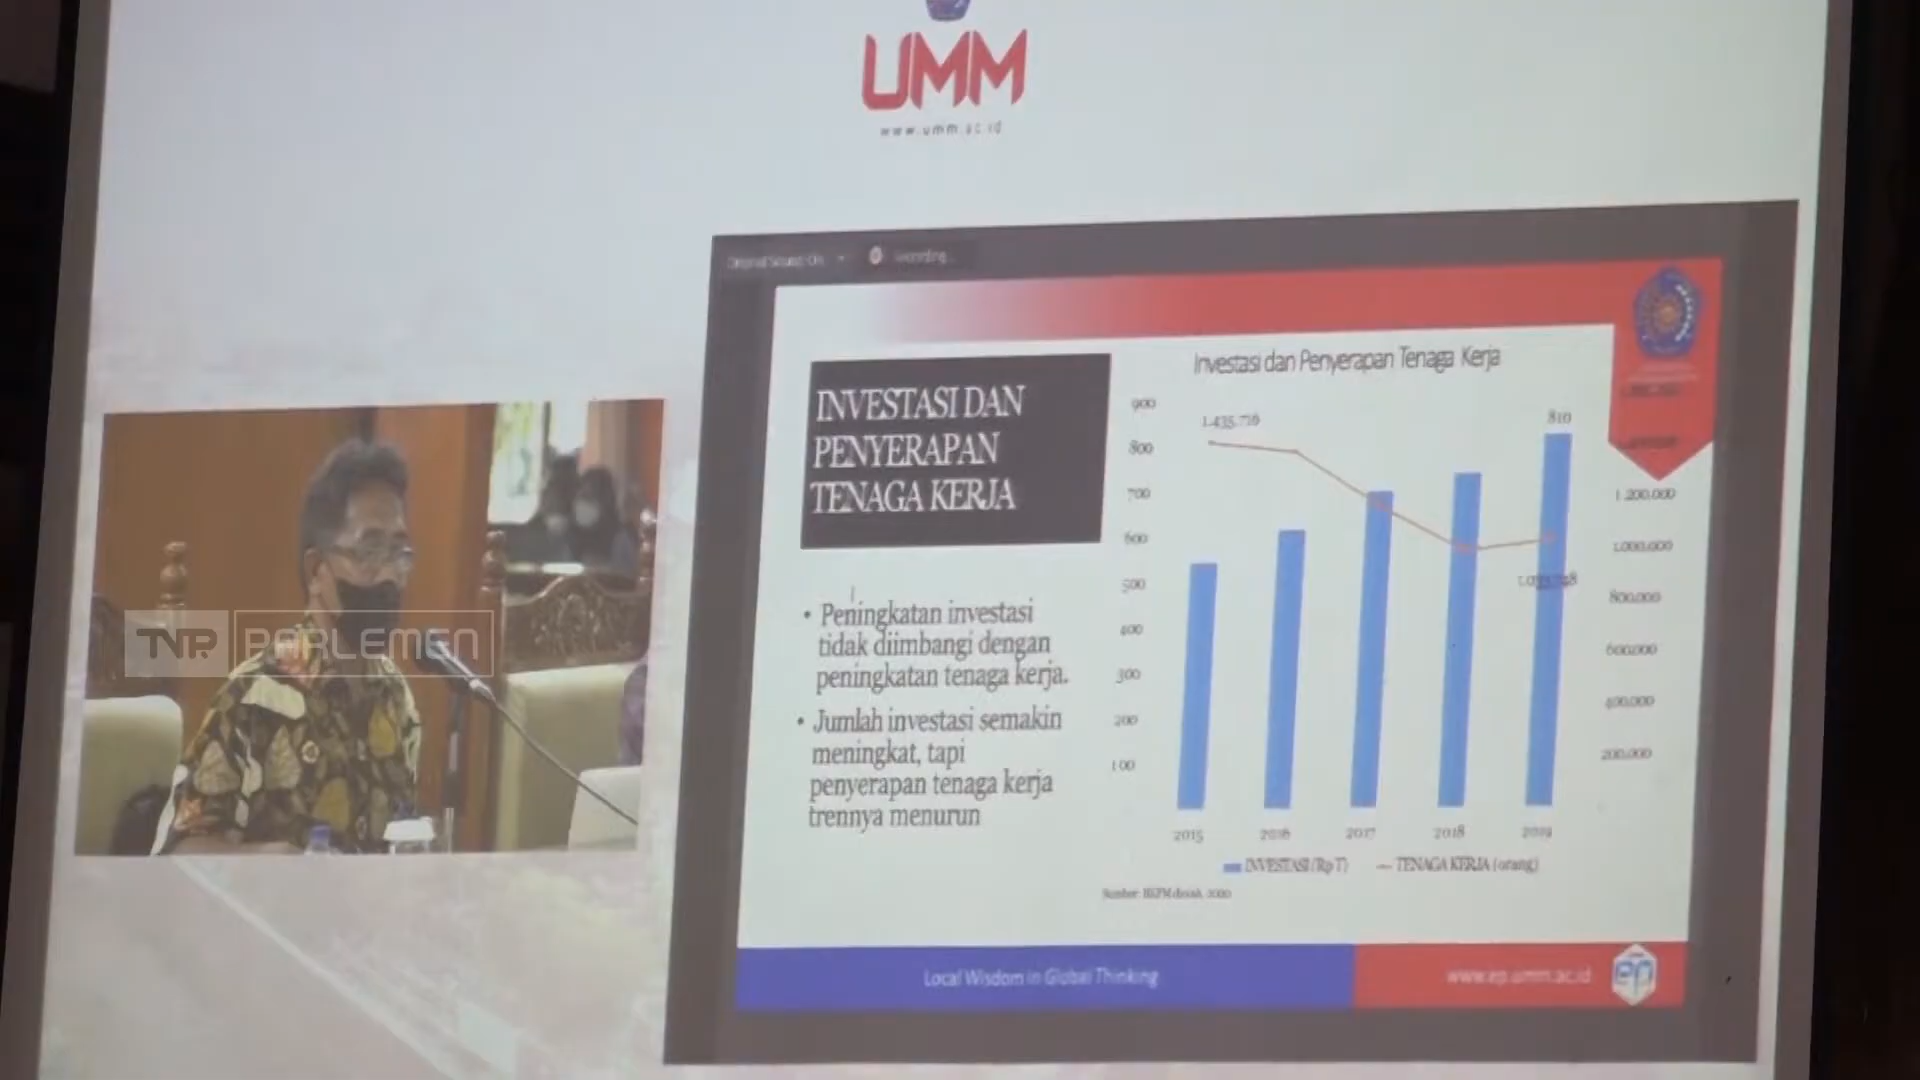 UMM
www.umm.ac.id
INVESTASI DAN
PENYERAPAN
TENAGA KERJA
• Peningkatan investasi
tidak diimbangi dengan
peningkatan tenaga kerja.
• Jumlah investasi semakin
meningkat, tapi
penyerapan tenaga kerja
trennya menurun
Investasi dan Penyerapan Tenaga Kerja
900
800
700
600
500
400
300
200
100
1.435.716
810
1.200.000
1.000.000
800.000
600.000
400.000
200.000
2015
2016
2017
2018
2019
INVESTASI (Rp T)
TENAGA KERJA (orang)
Local Wisdom in Global Thinking
www.ep.umm.ac.id
ep
TVR PARLEMEN